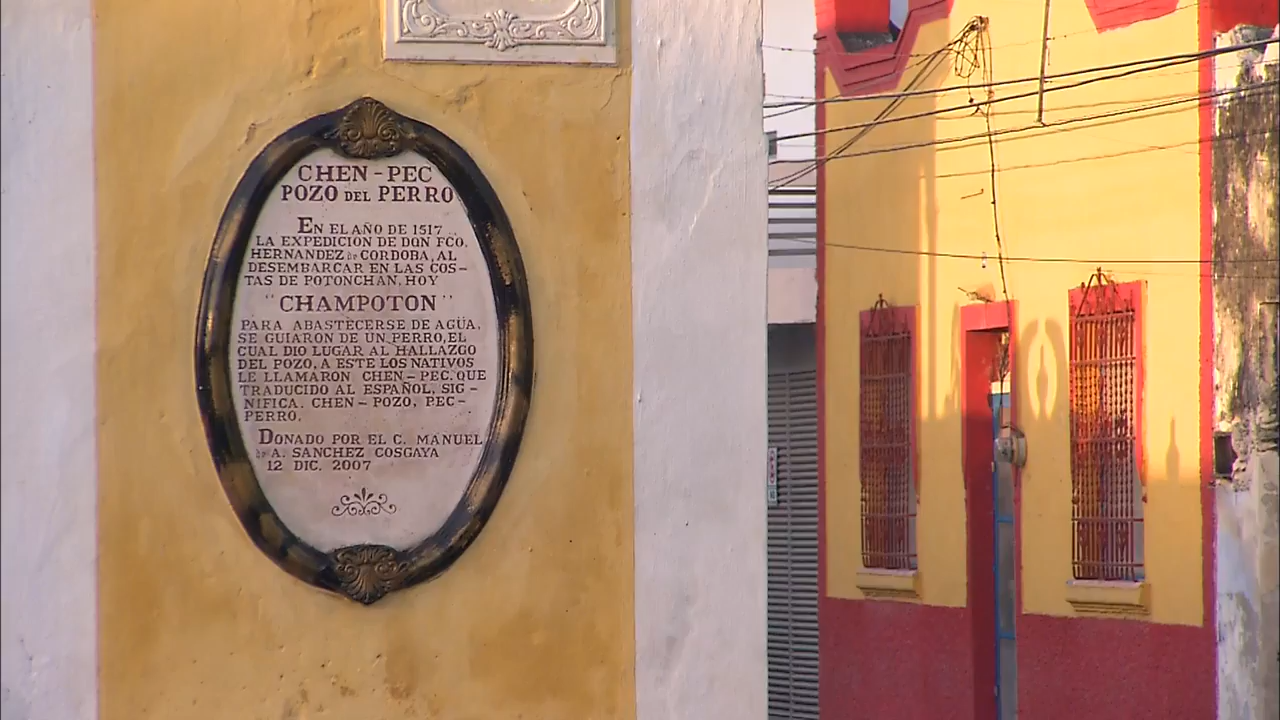 CHEN-PEC
POZO DEL PERRO
EN EL AÑO DE 1517
LA EXPEDICION DE DON FCO.
HERNANDEZ de CORDOBA, AL
DESEMBARCAR EN LAS COS-
TAS DE POTONCHAN, HOY
"CHAMPOTON"
PARA ABASTECERSE DE AGÜA,
SE GUIARON DE UN PERRO, EL
CUAL DIO LUGAR AL HALLAZGO
DEL POZO, A ESTE LOS NATIVOS
LE LLAMARON CHEN-PEC, QUE
TRADUCIDO AL ESPAÑOL, SIG-
NIFICA. CHEN-POZO, PEC-
PERRO.
DONADO POR EL C. MANUEL
de A. SANCHEZ COSGAYA
12 DIC. 2007